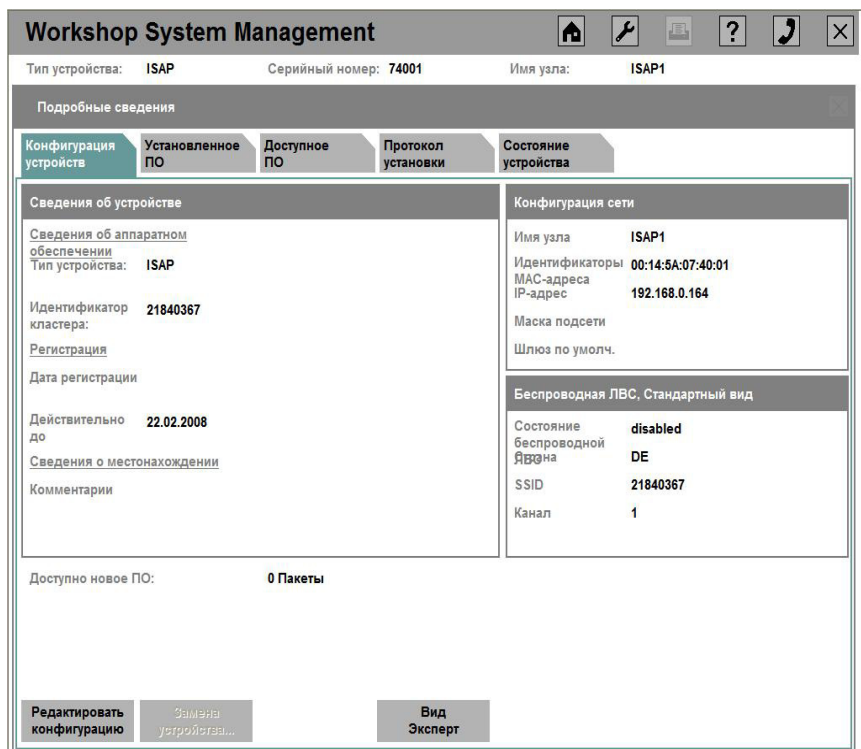 Workshop System Management
?
Тип устройства: ISAP Серийный номер: 74001 Имя узла: ISAP1
Подробные сведения
Конфигурация устройств
Установленное ПО
Доступное ПО
Протокол установки
Состояние устройства
Сведения об устройстве
Сведения об аппаратном
обеспечении
Тип устройства: ISAP
Идентификатор 21840367
кластера:
Регистрация
Дата регистрации
Действительно 22.02.2008
до
Сведения о местонахождении
Комментарии
Конфигурация сети
Имя узла ISAP1
Идентификаторы 00:14:5A:07:40:01
MAC-адреса
IP-адрес 192.168.0.164
Маска подсети
Шлюз по умолч.
Беспроводная ЛВС, Стандартный вид
Состояние disabled
беспроводной
ЛВС
Страна DE
SSID 21840367
Канал 1
Доступно новое ПО: 0 Пакеты
Редактировать
конфигурацию
Замена
устройства...
Вид
Эксперт